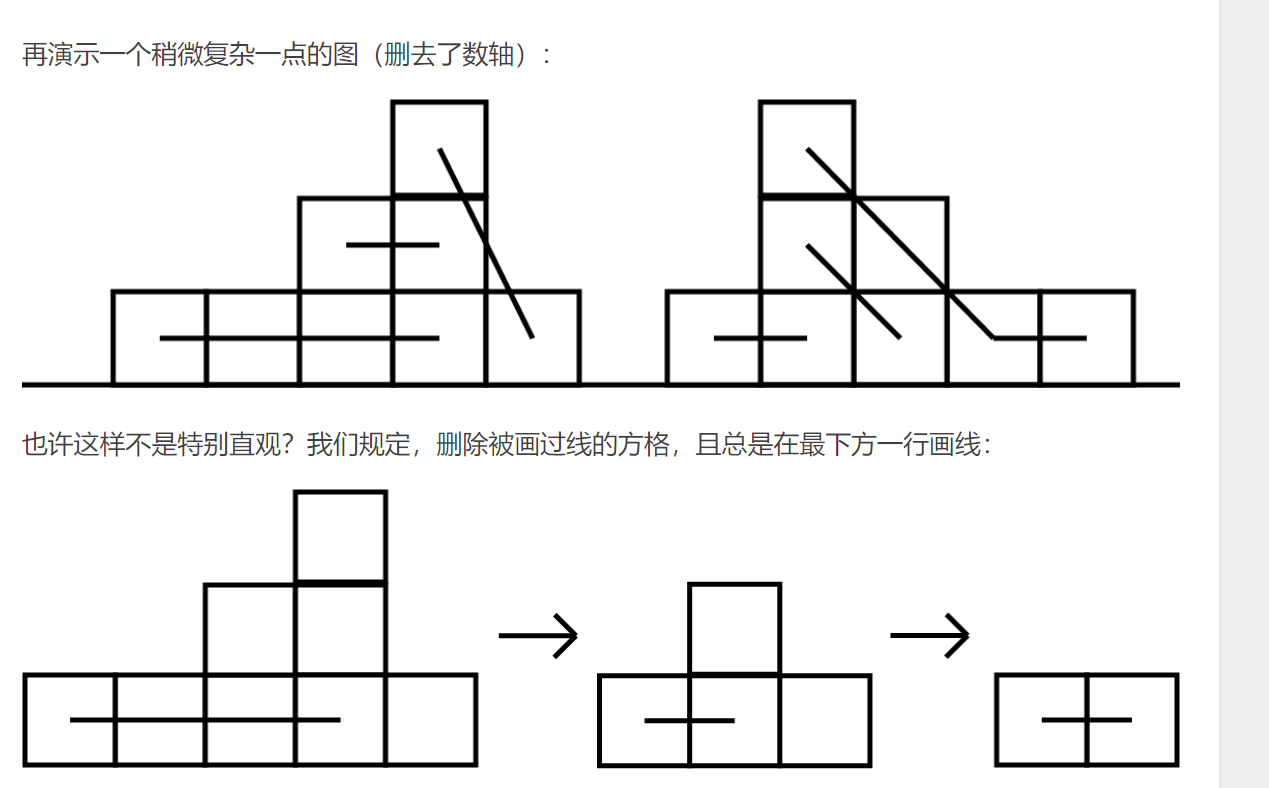 再演示一个稍微复杂一点的图（删去了数轴）：
也许这样不是特别直观？我们规定，删除被画过线的方格，且总是在最下方一行画线：